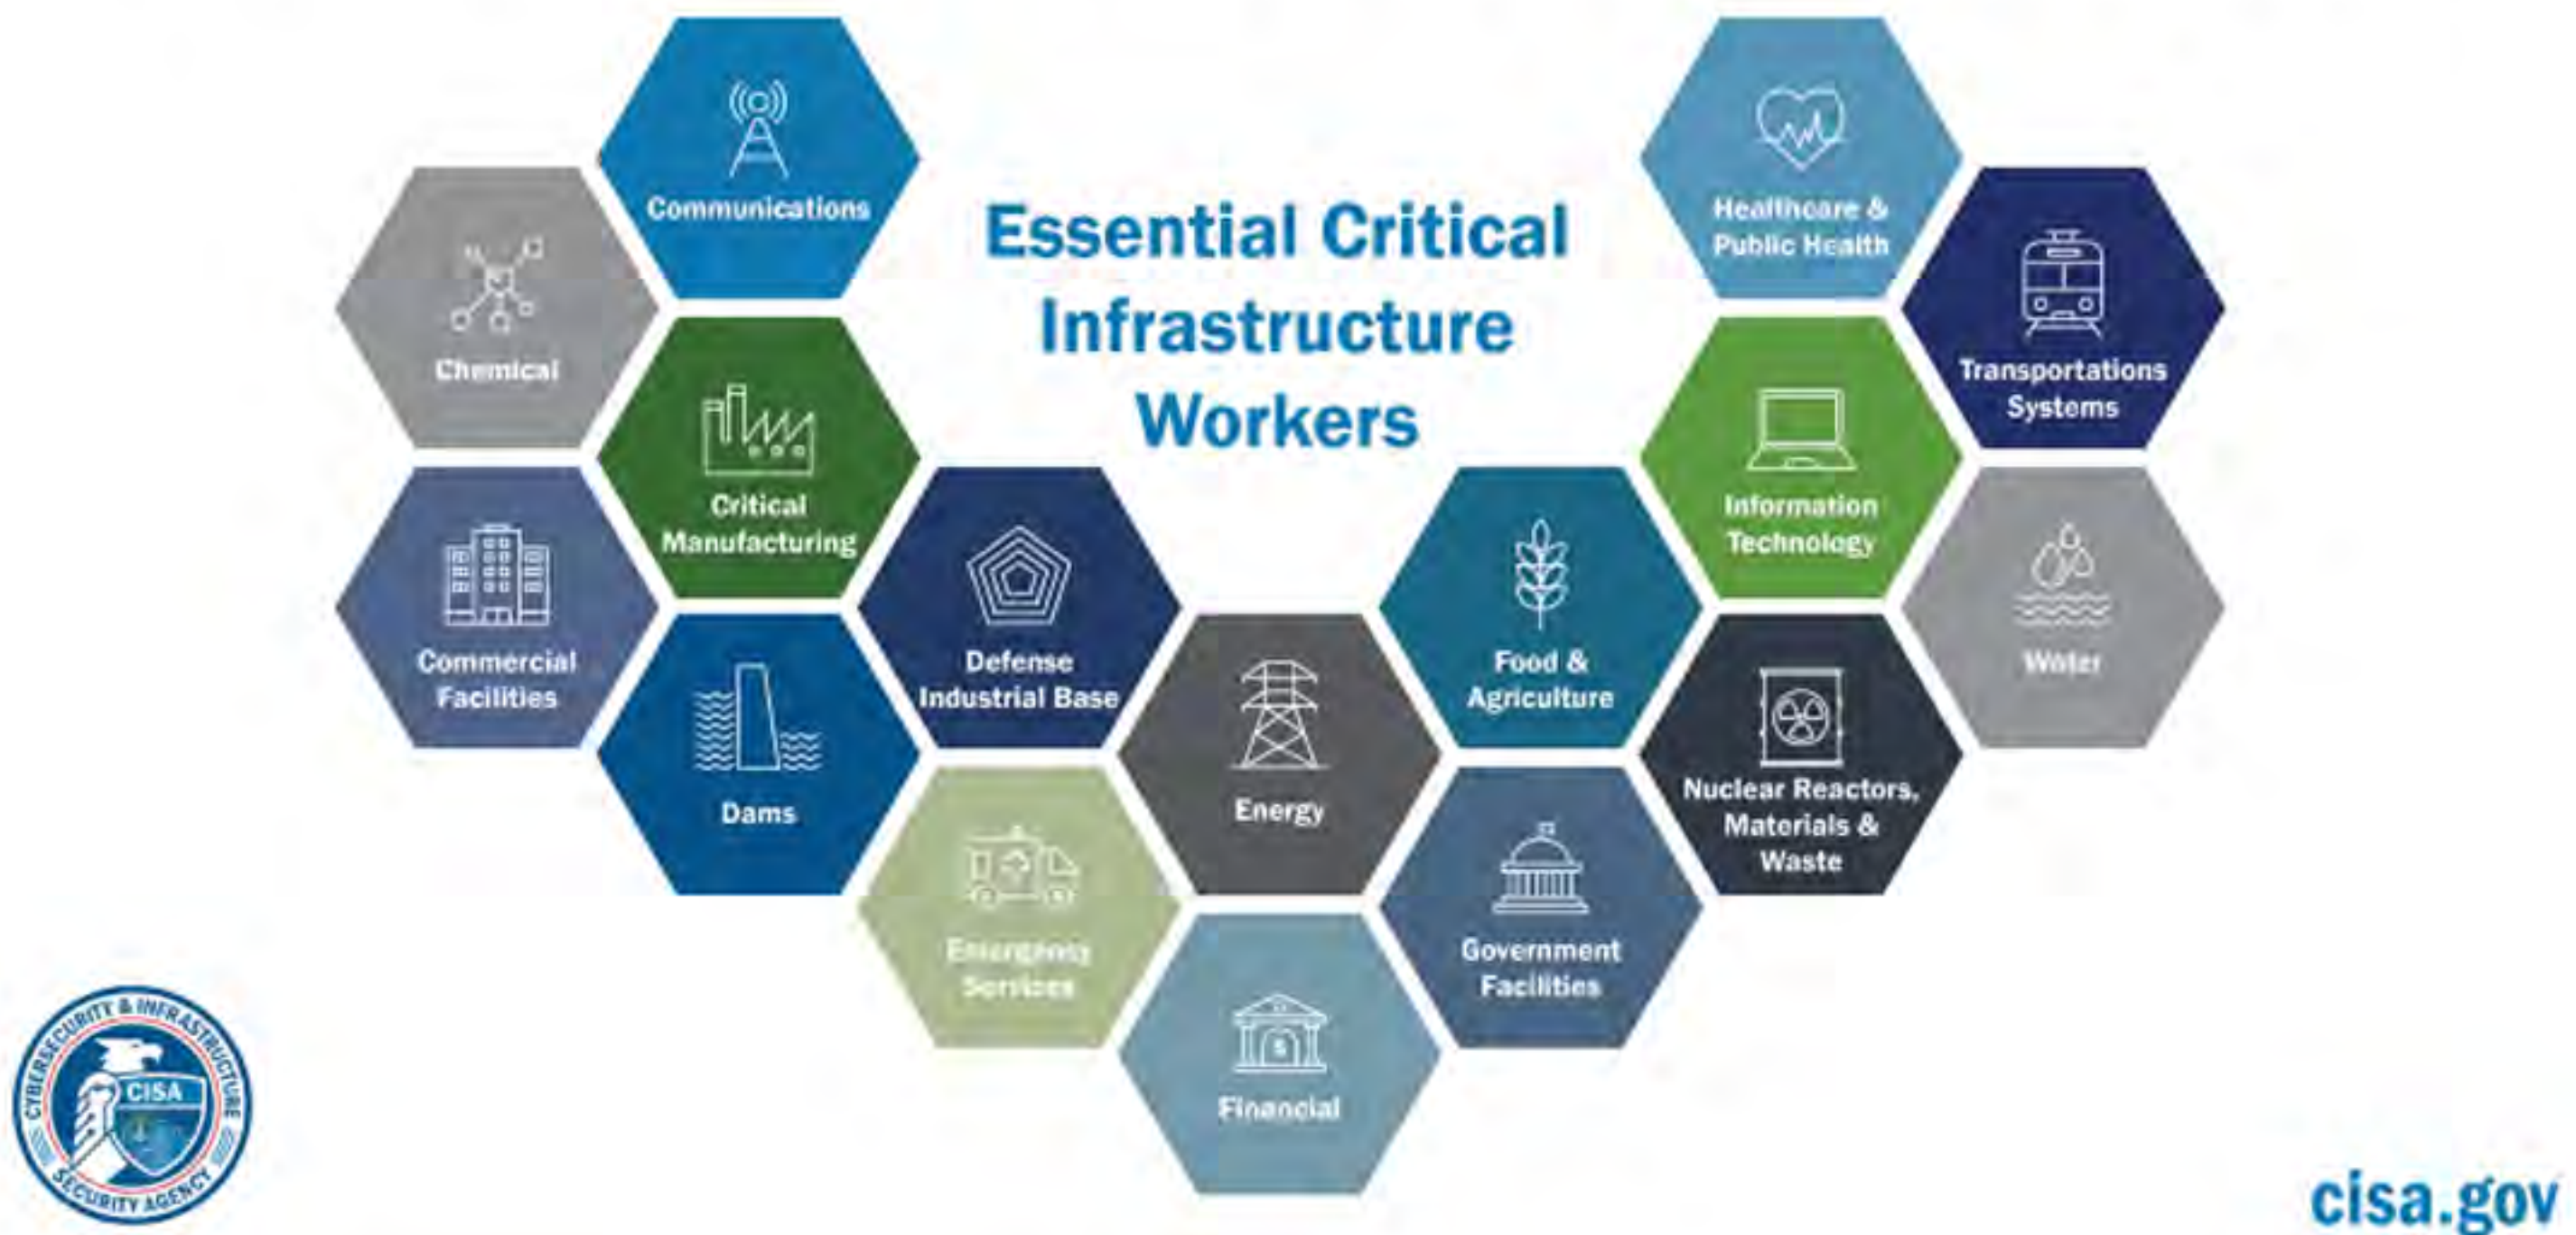 Communications
Healthcare &
Public Health
Essential Critical
Infrastructure
Workers
Chemical
Transportations
Systems
Critical
Manufacturing
Information
Technology
Commercial
Facilities
Defense
Industrial Base
Food &
Agriculture
Water
Dams
Energy
Nuclear Reactors,
Materials &
Waste
Emergency
Services
Government
Facilities
Financial
CYBERSECURITY & INFRASTRUCTURE
CISA
SECURITY AGENCY
cisa.gov